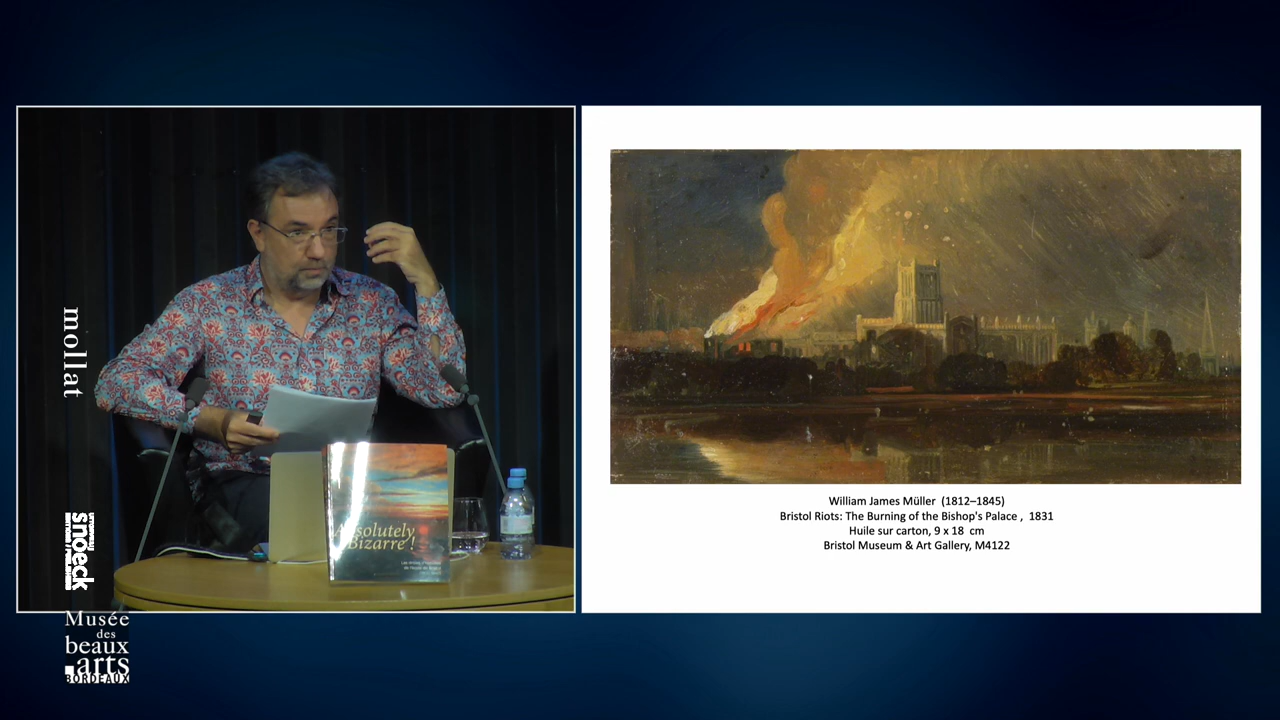 mollat
snoeck
Musée
des
beaux
arts
BORDEAUX
Absolutely
Bizarre !
William James Müller (1812–1845)
Bristol Riots: The Burning of the Bishop's Palace , 1831
Huile sur carton, 9 x 18 cm
Bristol Museum & Art Gallery, M4122